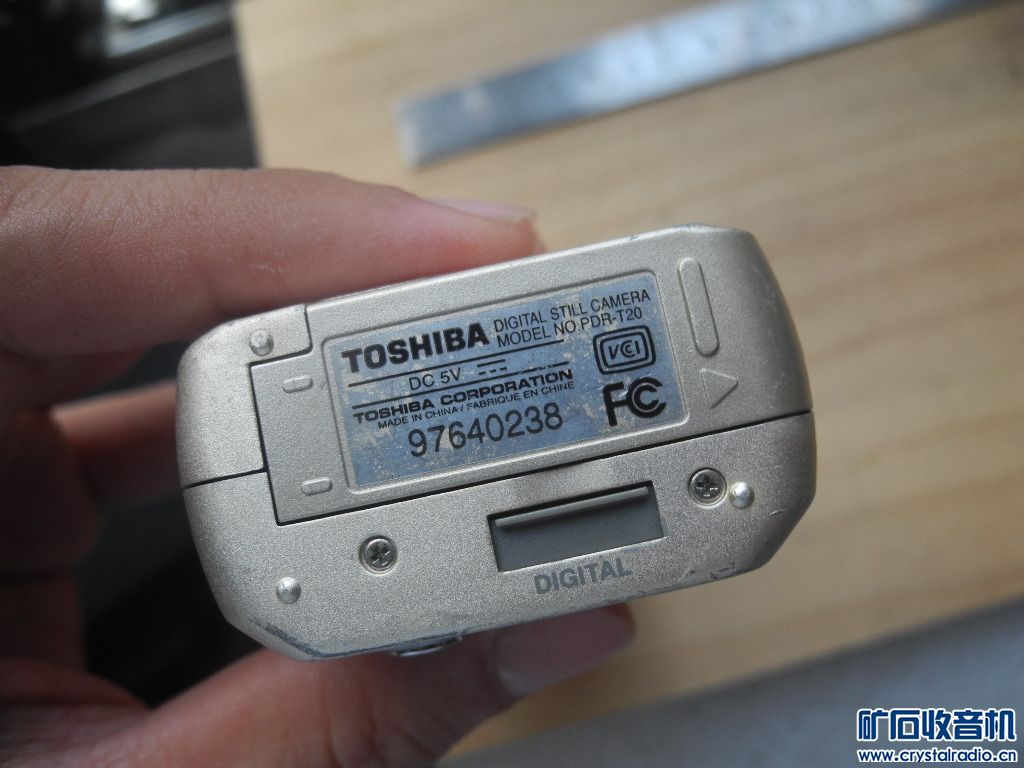 TOSHIBA DIGITAL STILL CAMERA
MODEL NO.PDR-T20
DC 5V
VCI
TOSHIBA CORPORATION
MADE IN CHINA / FABRIQUE EN CHINE
FC
97640238
DIGITAL
矿石收音机
www.crystalradio.cn